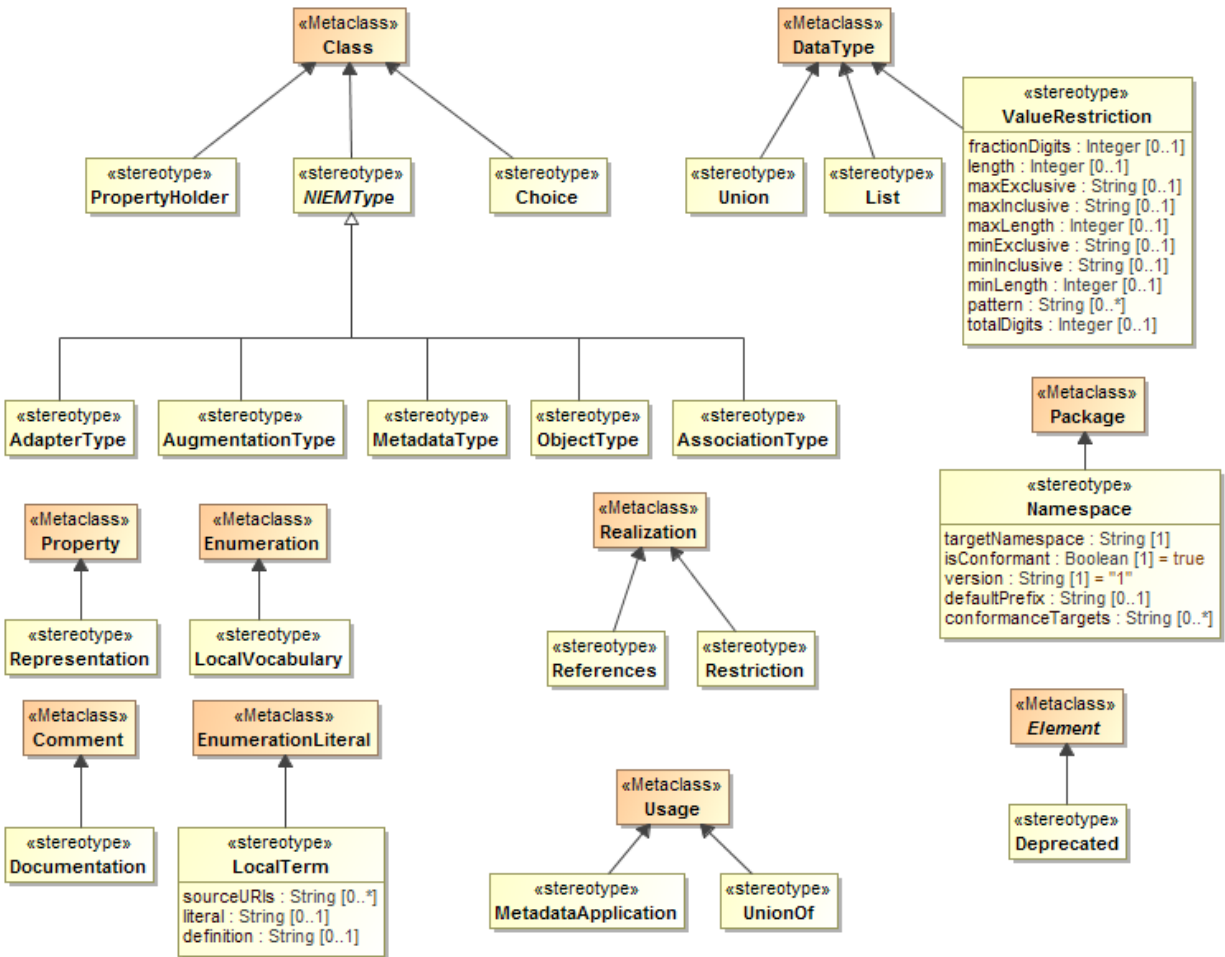 «Metaclass»
Class
«Metaclass»
DataType
«stereotype»
PropertyHolder
«stereotype»
NIEMType
«stereotype»
Choice
«stereotype»
Union
«stereotype»
List
«stereotype»
ValueRestriction
fractionDigits : Integer [0..1]
length : Integer [0..1]
maxExclusive : String [0..1]
maxInclusive : String [0..1]
maxLength : Integer [0..1]
minExclusive : String [0..1]
minInclusive : String [0..1]
minLength : Integer [0..1]
pattern : String [0..*]
totalDigits : Integer [0..1]
«stereotype»
AdapterType
«stereotype»
AugmentationType
«stereotype»
MetadataType
«stereotype»
ObjectType
«stereotype»
AssociationType
«Metaclass»
Package
«stereotype»
Namespace
targetNamespace : String [1]
isConformant : Boolean [1] = true
version : String [1] = "1"
defaultPrefix : String [0..1]
conformanceTargets : String [0..*]
«Metaclass»
Property
«stereotype»
Representation
«Metaclass»
Enumeration
«stereotype»
LocalVocabulary
«Metaclass»
Realization
«stereotype»
References
«stereotype»
Restriction
«Metaclass»
Comment
«stereotype»
Documentation
«Metaclass»
EnumerationLiteral
«stereotype»
LocalTerm
sourceURIs : String [0..*]
literal : String [0..1]
definition : String [0..1]
«Metaclass»
Usage
«stereotype»
MetadataApplication
«stereotype»
UnionOf
«Metaclass»
Element
«stereotype»
Deprecated